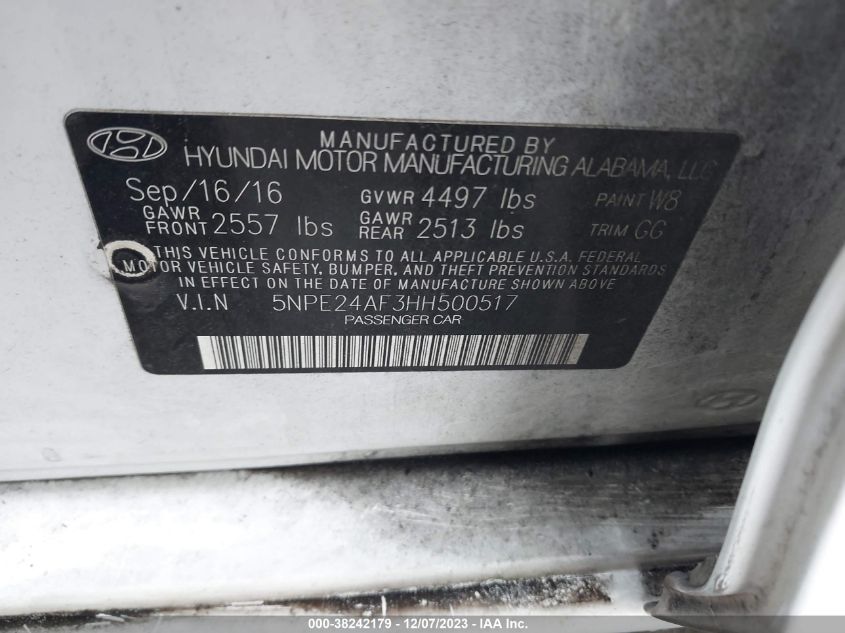 MANUFACTURED BY
HYUNDAI MOTOR MANUFACTURING ALABAMA, LLC
Sep/16/16 GVWR 4497 lbs PAINT W8
GAWR FRONT 2557 lbs GAWR REAR 2513 lbs TRIM GG
THIS VEHICLE CONFORMS TO ALL APPLICABLE U.S.A. FEDERAL
MOTOR VEHICLE SAFETY, BUMPER, AND THEFT PREVENTION STANDARDS
IN EFFECT ON THE DATE OF MANUFACTURE SHOWN ABOVE
V.I.N 5NPE24AF3HH500517
PASSENGER CAR
000-38242179 - 12/07/2023 - IMAGE © IAA, INC.